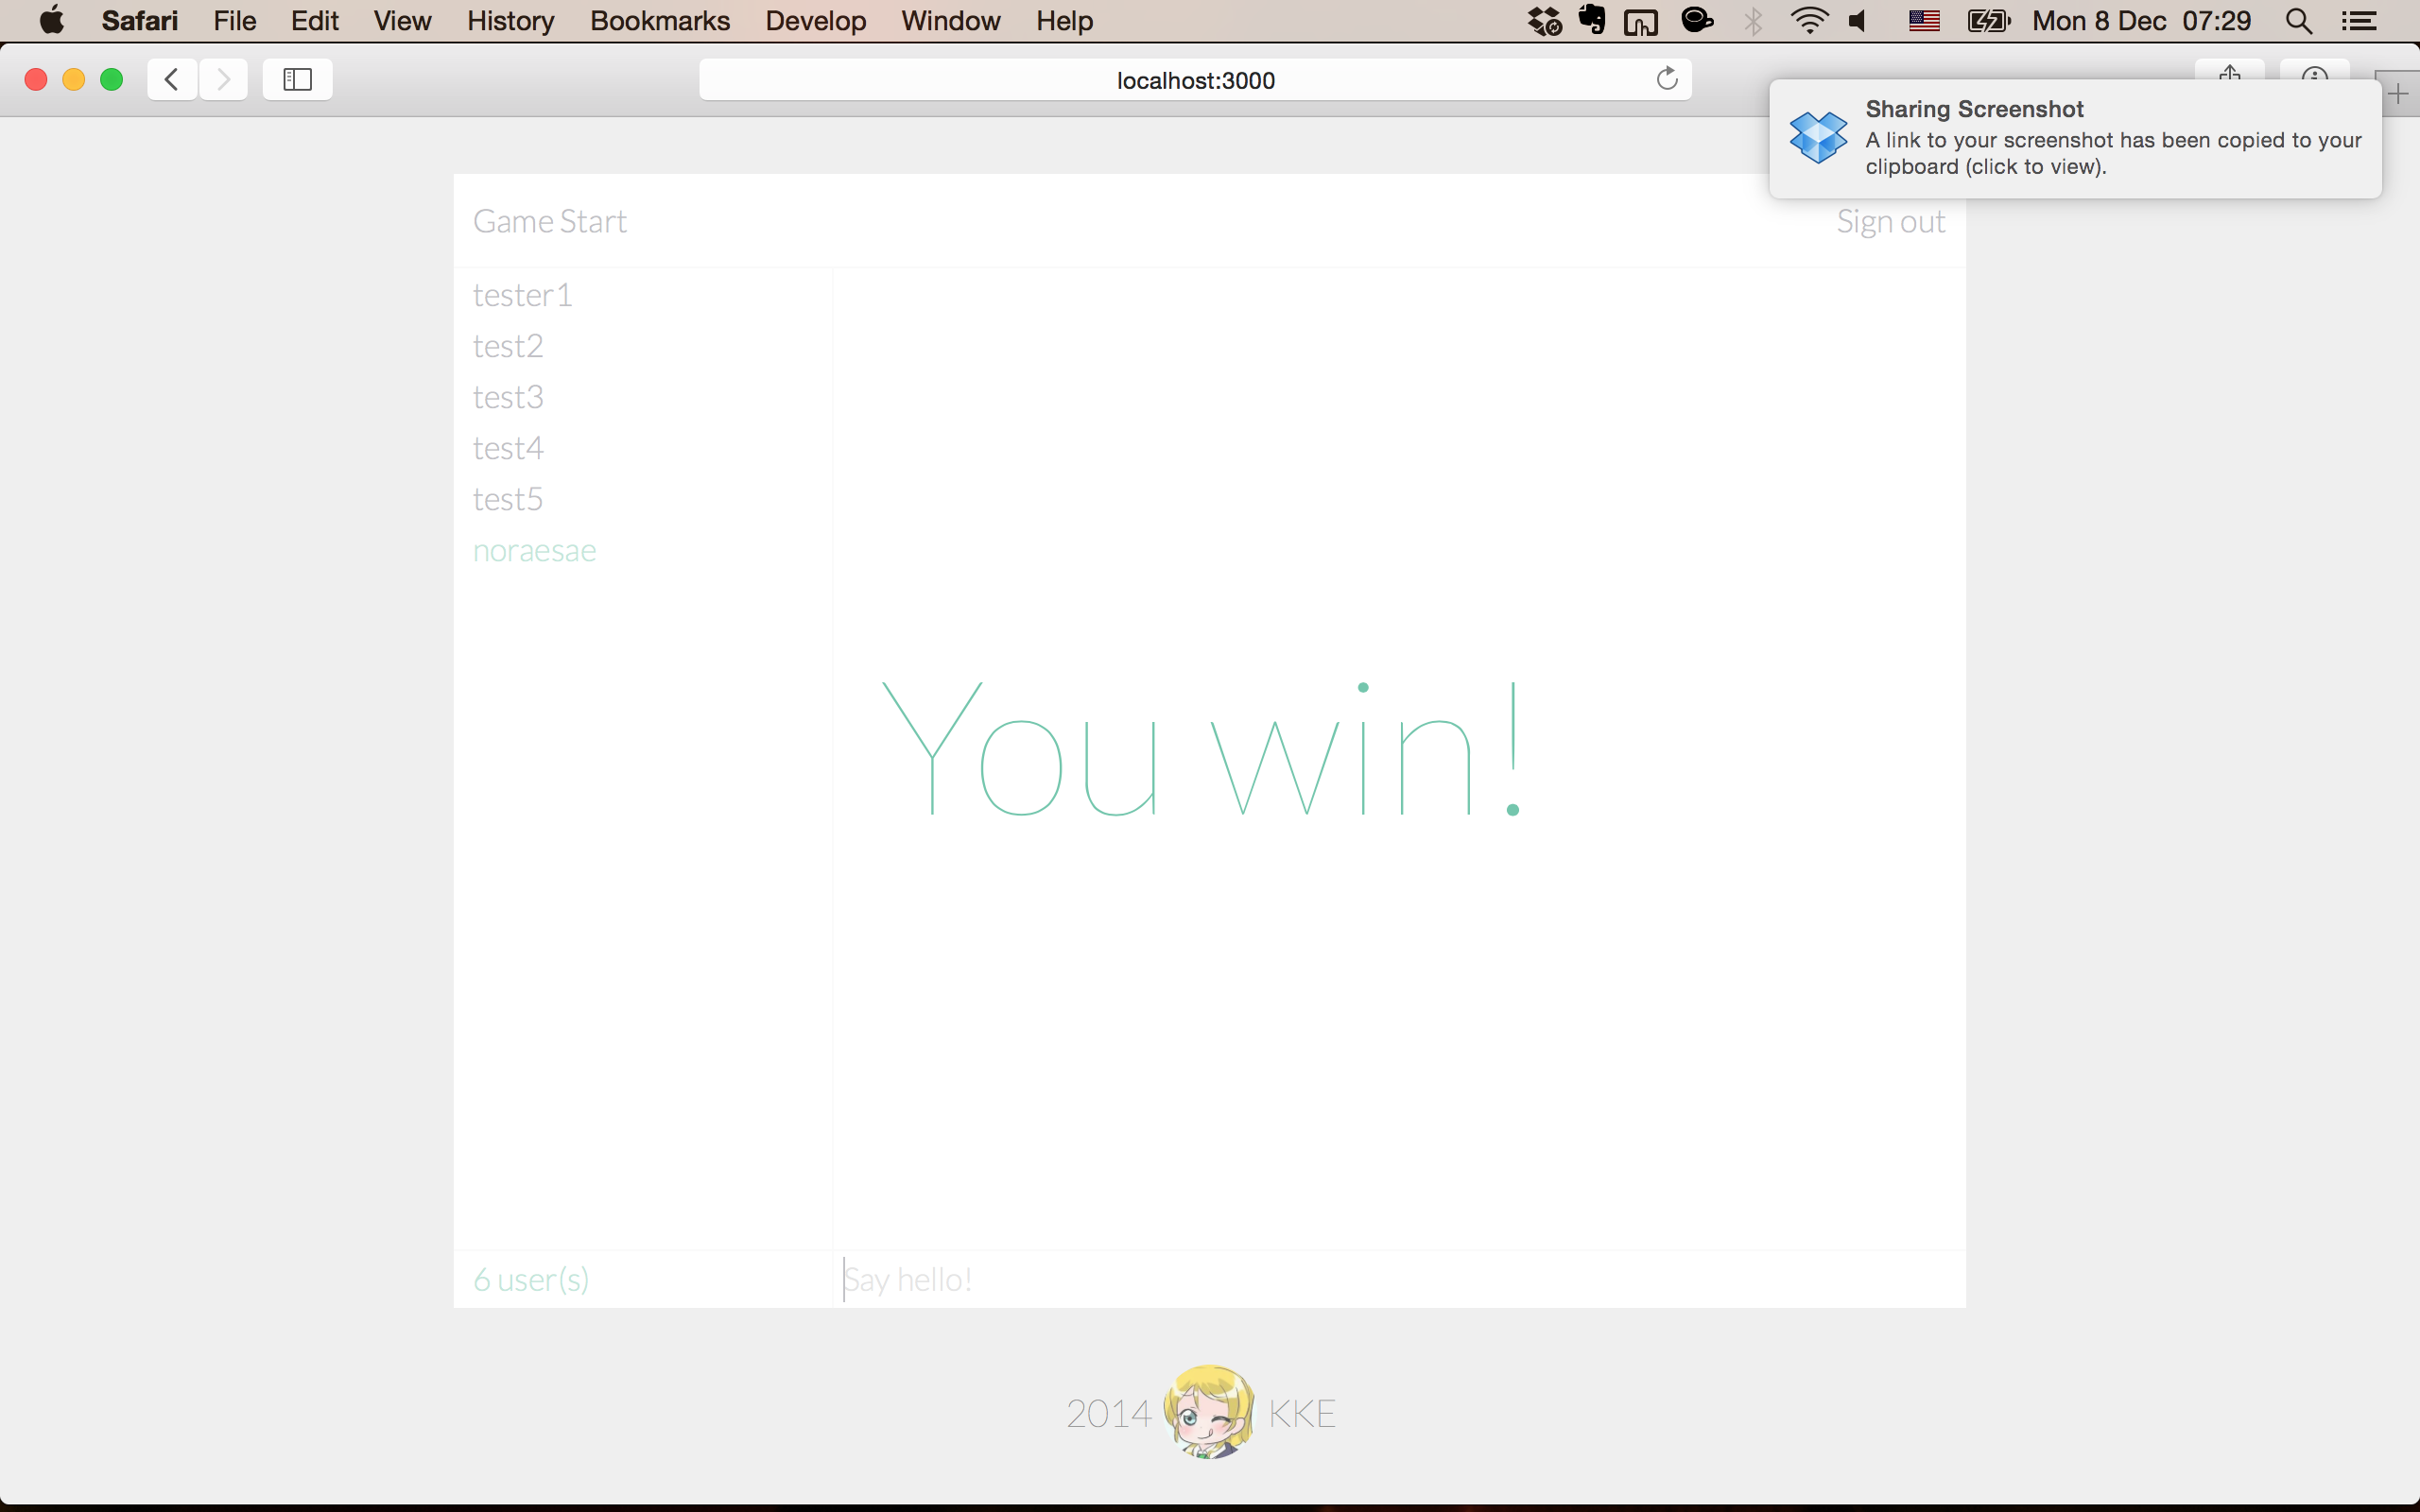 Safari File Edit View History Bookmarks Develop Window Help Mon 8 Dec 07:29
localhost:3000
Sharing Screenshot
A link to your screenshot has been copied to your
clipboard (click to view).
Game Start Sign out
tester1
test2
test3
test4
test5
noraesae
You win!
6 user(s) Say hello!
2014 KKE